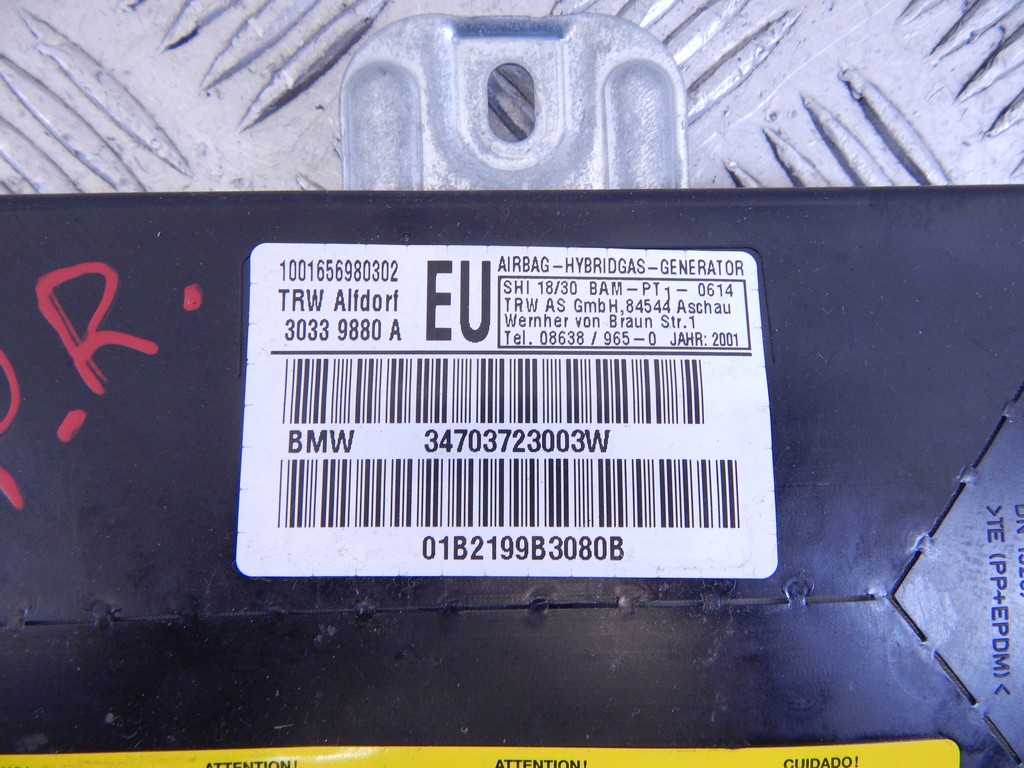 1001656980302
TRW Alfdorf
3033 9880 A
EU
AIRBAG-HYBRIDGAS-GENERATOR
SHI 18/30 BAM-PT1-0614
TRW AS GmbH,84544 Aschau
Wernher von Braun Str.1
Tel. 08638/965-0 JAHR: 2001
BMW 34703723003W
01B2199B3080B
R.
>TE (PP+EPDM)<
ATTENTION!
ATTENTION!
CUIDADO!